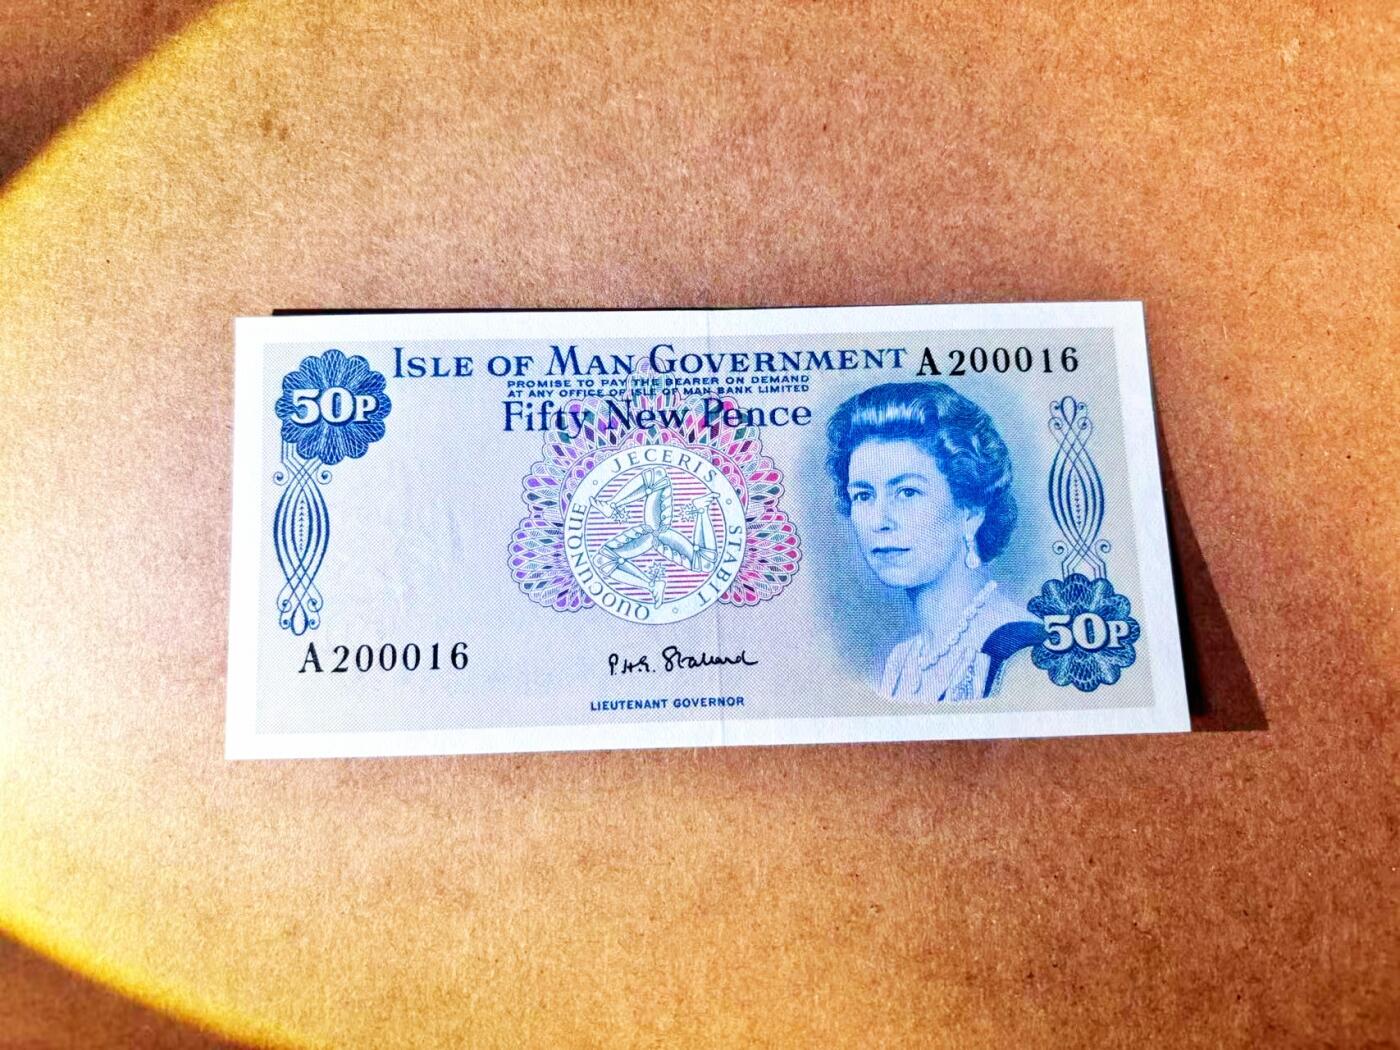 50P
ISLE OF MAN GOVERNMENT A200016
PROMISE TO PAY THE BEARER ON DEMAND
AT ANY OFFICE OF ISLE OF MAN BANK LIMITED
Fifty New Pence
QUOCUNQUE JECERIS STABIT
50P
A200016
P.H.G. Stallard
LIEUTENANT GOVERNOR